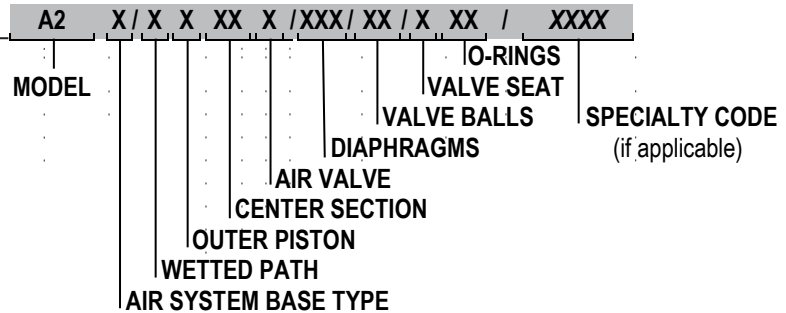 A2 X / X X XX X / XXX / XX / X XX / XXXX
O-RINGS
MODEL VALVE SEAT
VALVE BALLS SPECIALTY CODE
DIAPHRAGMS (if applicable)
AIR VALVE
CENTER SECTION
OUTER PISTON
WETTED PATH
AIR SYSTEM BASE TYPE